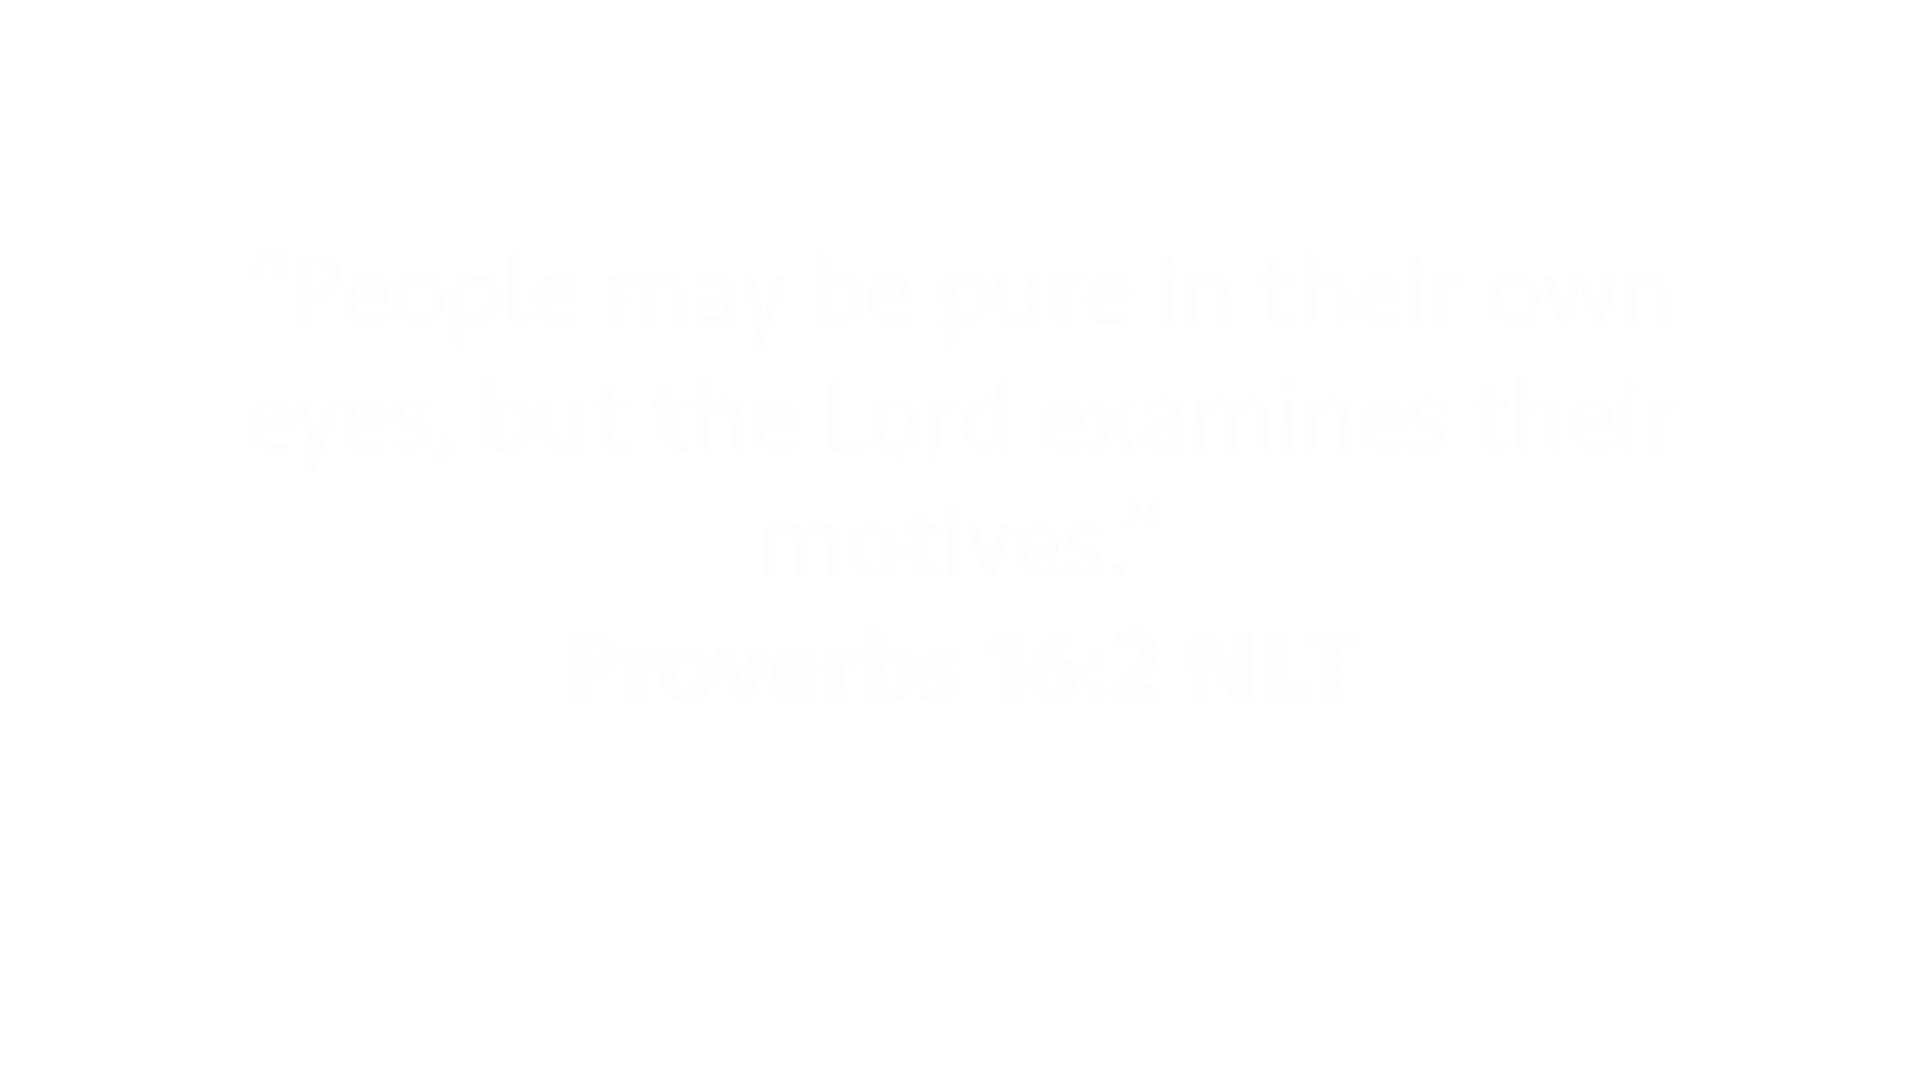 “People may be pure in their own
eyes, but the Lord examines their
motives.”
Proverbs 16:2 NLT